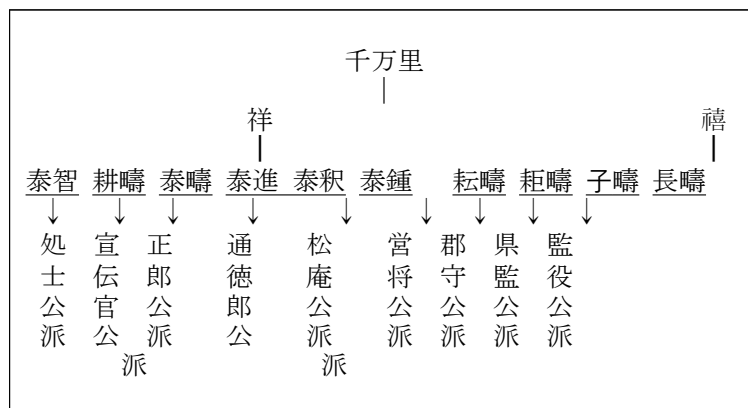 千万里
祥
禧
泰智 耕疇 泰疇 泰進 泰釈 泰鍾 耘疇 耟疇 子疇 長疇
処士公派
宣伝官公派
正郎公派
通徳郎公派
松庵公派
営将公派
郡守公派
県監公派
監役公派